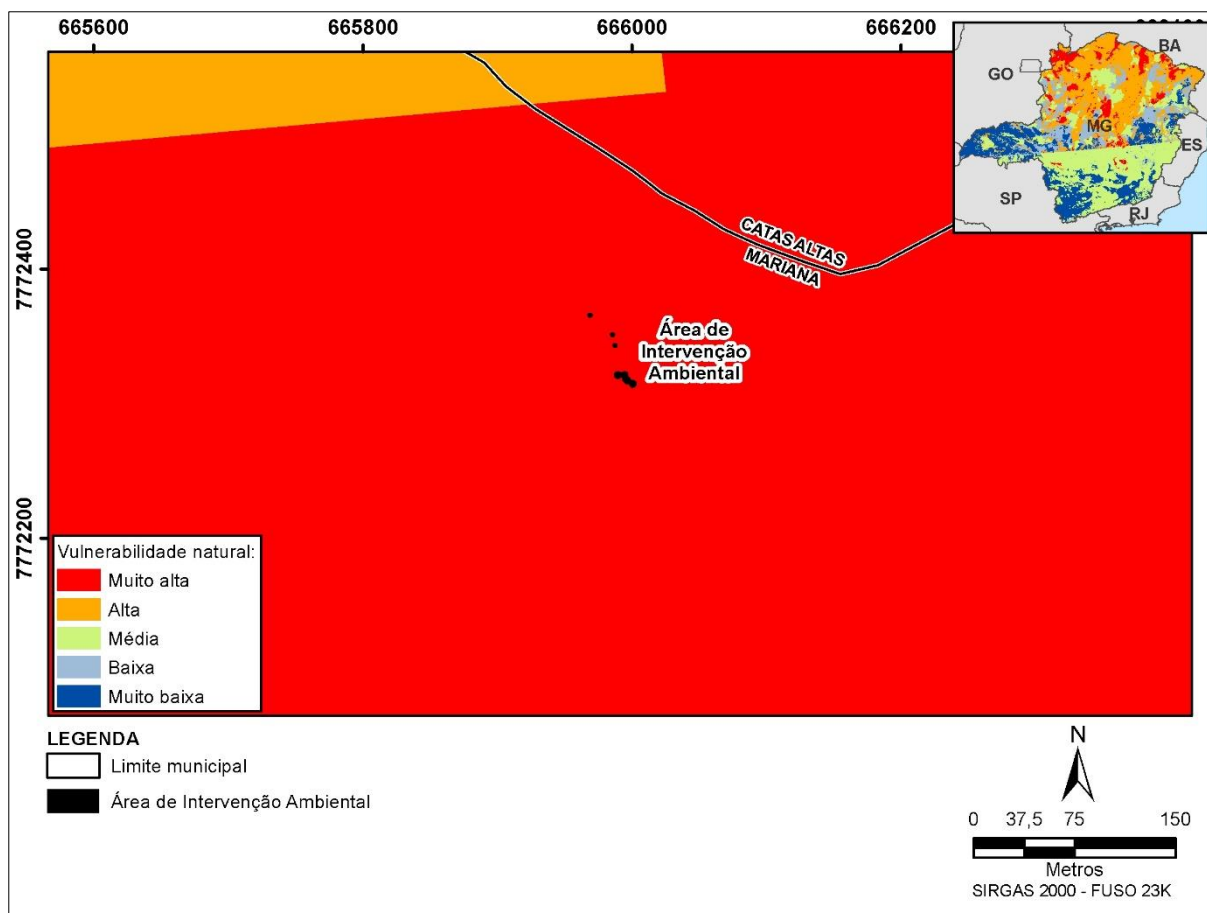 665600
665800
666000
666200
7772400
7772200
GO
BA
MG
ES
SP
RJ
CATAS ALTAS
MARIANA
Área de
Intervenção
Ambiental
Vulnerabilidade natural:
Muito alta
Alta
Média
Baixa
Muito baixa
LEGENDA
Limite municipal
Área de Intervenção Ambiental
N
0 37,5 75 150
Metros
SIRGAS 2000 - FUSO 23K